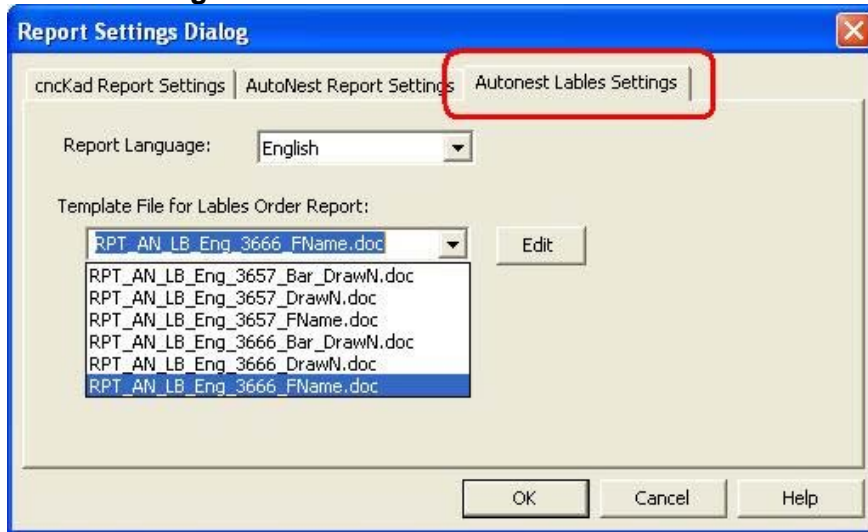 Report Settings Dialog
cncKad Report Settings AutoNest Report Settings Autonest Lables Settings
Report Language: English
Template File for Lables Order Report:
RPT_AN_LB_Eng_3666_FName.doc Edit
RPT_AN_LB_Eng_3657_Bar_DrawN.doc
RPT_AN_LB_Eng_3657_DrawN.doc
RPT_AN_LB_Eng_3657_FName.doc
RPT_AN_LB_Eng_3666_Bar_DrawN.doc
RPT_AN_LB_Eng_3666_DrawN.doc
RPT_AN_LB_Eng_3666_FName.doc
OK Cancel Help